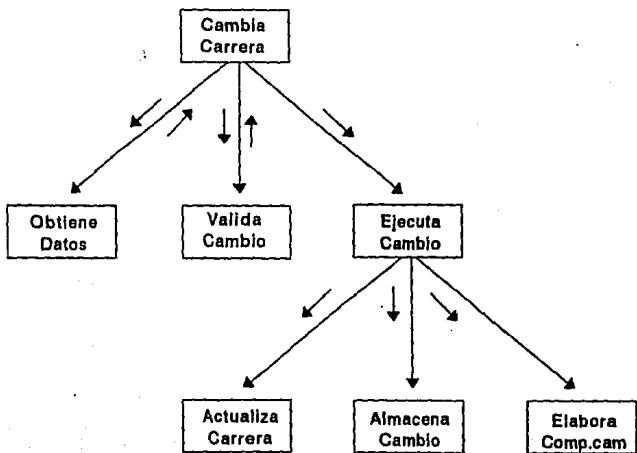 Cambia
Carrera
Obtiene
Datos
Valida
Cambio
Ejecuta
Cambio
Actualiza
Carrera
Almacena
Cambio
Elabora
Comp.cam